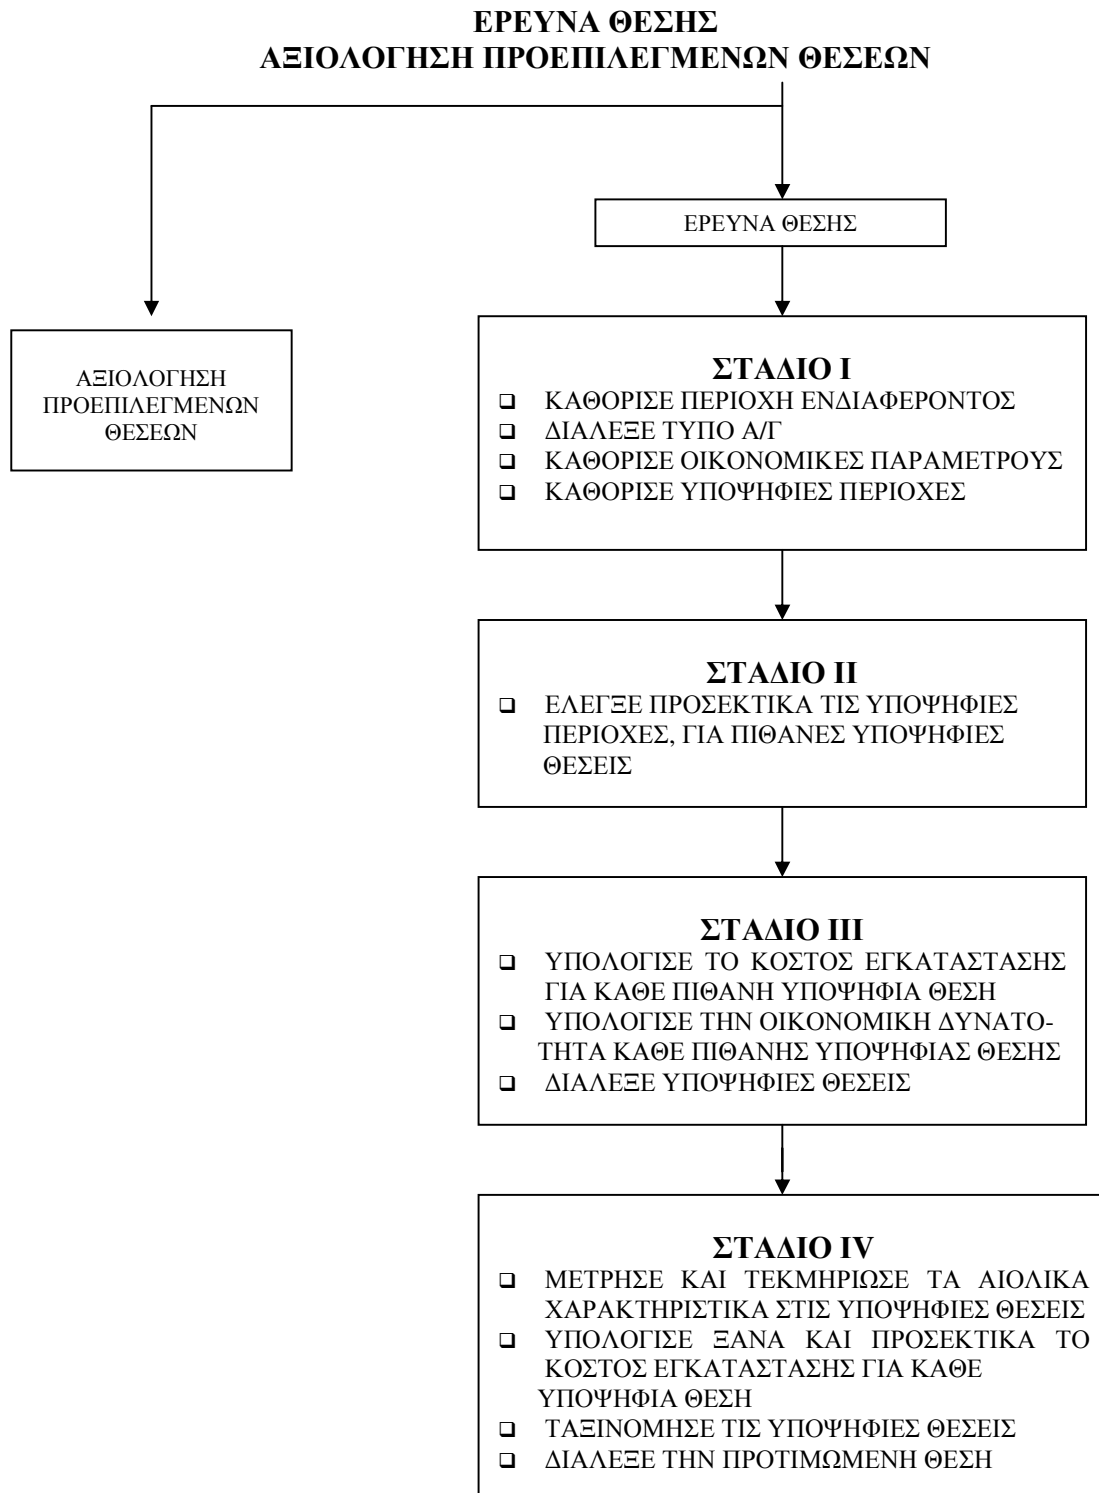 ΕΡΕΥΝΑ ΘΕΣΗΣ
ΑΞΙΟΛΟΓΗΣΗ ΠΡΟΕΠΙΛΕΓΜΕΝΩΝ ΘΕΣΕΩΝ
ΕΡΕΥΝΑ ΘΕΣΗΣ
ΑΞΙΟΛΟΓΗΣΗ
ΠΡΟΕΠΙΛΕΓΜΕΝΩΝ
ΘΕΣΕΩΝ
ΣΤΑΔΙΟ Ι
❑ ΚΑΘΟΡΙΣΕ ΠΕΡΙΟΧΗ ΕΝΔΙΑΦΕΡΟΝΤΟΣ
❑ ΔΙΑΛΕΞΕ ΤΥΠΟ Α/Γ
❑ ΚΑΘΟΡΙΣΕ ΟΙΚΟΝΟΜΙΚΕΣ ΠΑΡΑΜΕΤΡΟΥΣ
❑ ΚΑΘΟΡΙΣΕ ΥΠΟΨΗΦΙΕΣ ΠΕΡΙΟΧΕΣ
ΣΤΑΔΙΟ ΙΙ
❑ ΕΛΕΓΞΕ ΠΡΟΣΕΚΤΙΚΑ ΤΙΣ ΥΠΟΨΗΦΙΕΣ
ΠΕΡΙΟΧΕΣ, ΓΙΑ ΠΙΘΑΝΕΣ ΥΠΟΨΗΦΙΕΣ
ΘΕΣΕΙΣ
ΣΤΑΔΙΟ ΙΙΙ
❑ ΥΠΟΛΟΓΙΣΕ ΤΟ ΚΟΣΤΟΣ ΕΓΚΑΤΑΣΤΑΣΗΣ
ΓΙΑ ΚΑΘΕ ΠΙΘΑΝΗ ΥΠΟΨΗΦΙΑ ΘΕΣΗ
❑ ΥΠΟΛΟΓΙΣΕ ΤΗΝ ΟΙΚΟΝΟΜΙΚΗ ΔΥΝΑΤΟ-
ΤΗΤΑ ΚΑΘΕ ΠΙΘΑΝΗΣ ΥΠΟΨΗΦΙΑΣ ΘΕΣΗΣ
❑ ΔΙΑΛΕΞΕ ΥΠΟΨΗΦΙΕΣ ΘΕΣΕΙΣ
ΣΤΑΔΙΟ IV
❑ ΜΕΤΡΗΣΕ ΚΑΙ ΤΕΚΜΗΡΙΩΣΕ ΤΑ ΑΙΟΛΙΚΑ
ΧΑΡΑΚΤΗΡΙΣΤΙΚΑ ΣΤΙΣ ΥΠΟΨΗΦΙΕΣ ΘΕΣΕΙΣ
❑ ΥΠΟΛΟΓΙΣΕ ΞΑΝΑ ΚΑΙ ΠΡΟΣΕΚΤΙΚΑ ΤΟ
ΚΟΣΤΟΣ ΕΓΚΑΤΑΣΤΑΣΗΣ ΓΙΑ ΚΑΘΕ
ΥΠΟΨΗΦΙΑ ΘΕΣΗ
❑ ΤΑΞΙΝΟΜΗΣΕ ΤΙΣ ΥΠΟΨΗΦΙΕΣ ΘΕΣΕΙΣ
❑ ΔΙΑΛΕΞΕ ΤΗΝ ΠΡΟΤΙΜΩΜΕΝΗ ΘΕΣΗ